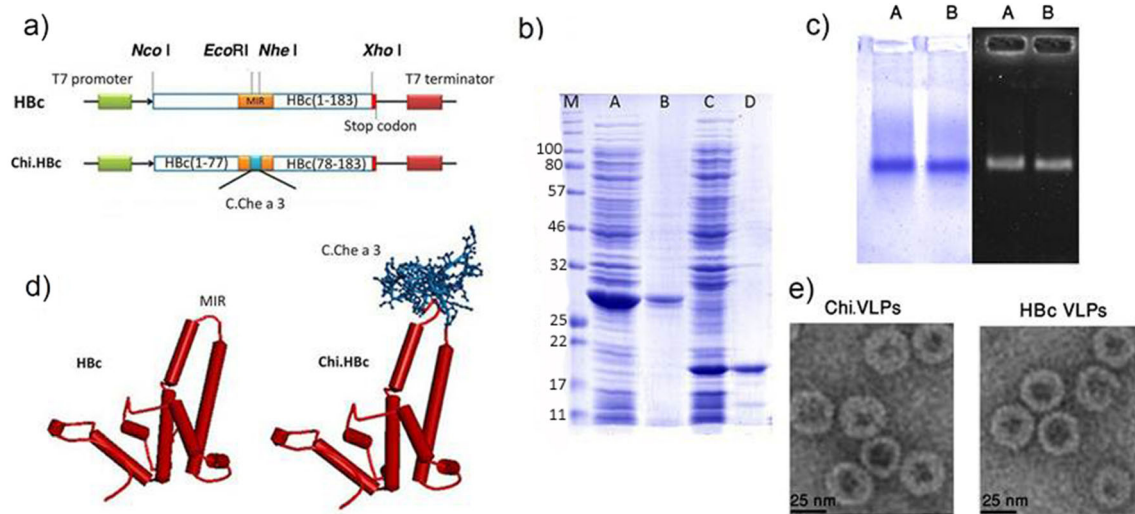 a)
Nco I EcoRI Nhe I Xho I
T7 promoter T7 terminator
HBc MIR HBc(1-183)
Stop codon
Chi.HBc HBc(1-77) HBc(78-183)
C.Che a 3
b)
M A B C D
100
80
57
46
32
25
22
17
11
c)
A B A B
d)
C.Che a 3
MIR
HBc Chi.HBc
e)
Chi.VLPs HBc VLPs
25 nm 25 nm